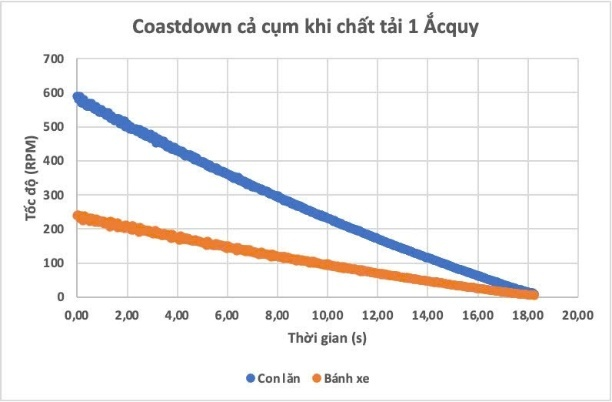 Coastdown cả cụm khi chất tải 1 Ắcquy
700
600
500
400
300
200
100
0
Tốc độ (RPM)
0,00 2,00 4,00 6,00 8,00 10,00 12,00 14,00 16,00 18,00 20,00
Thời gian (s)
Con lăn Bánh xe